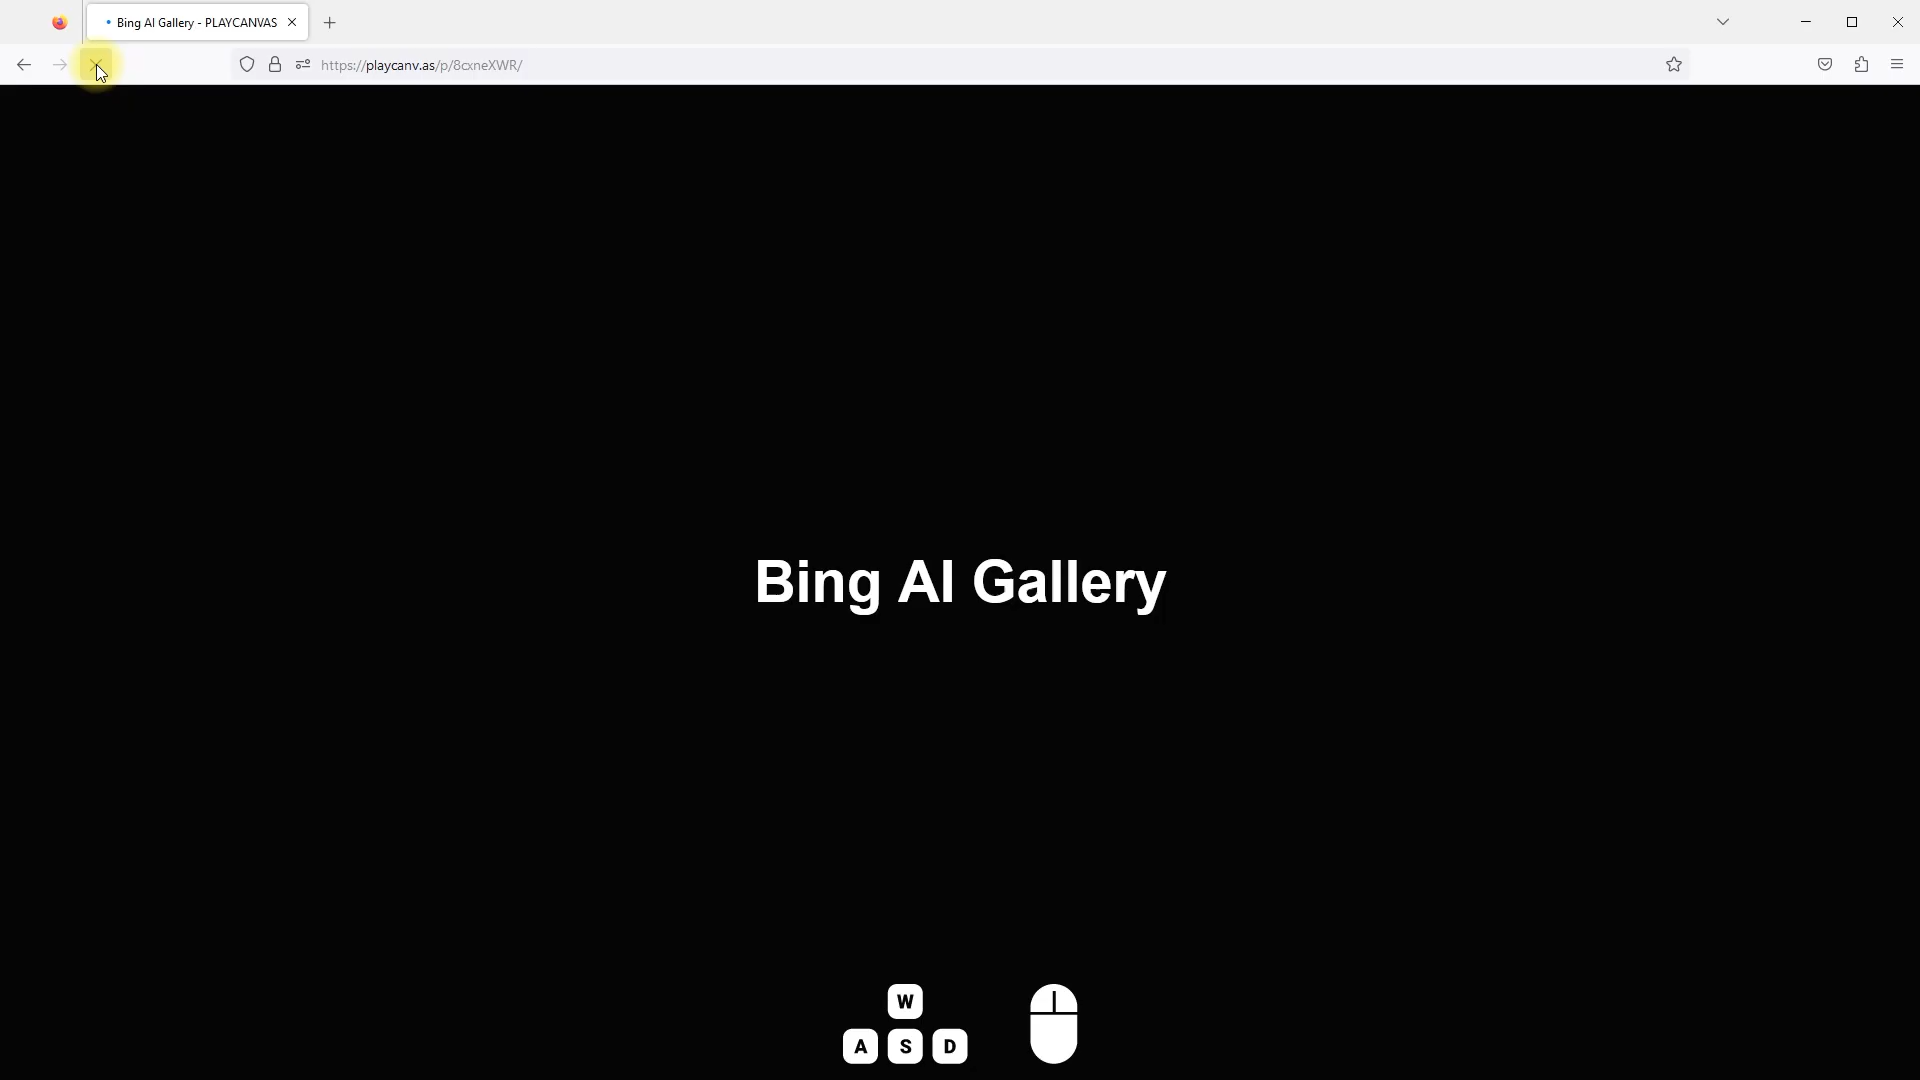 Bing AI Gallery - PLAYCANVAS
https://playcanv.as/p/8cxneXWR/
Bing AI Gallery
W
A S D